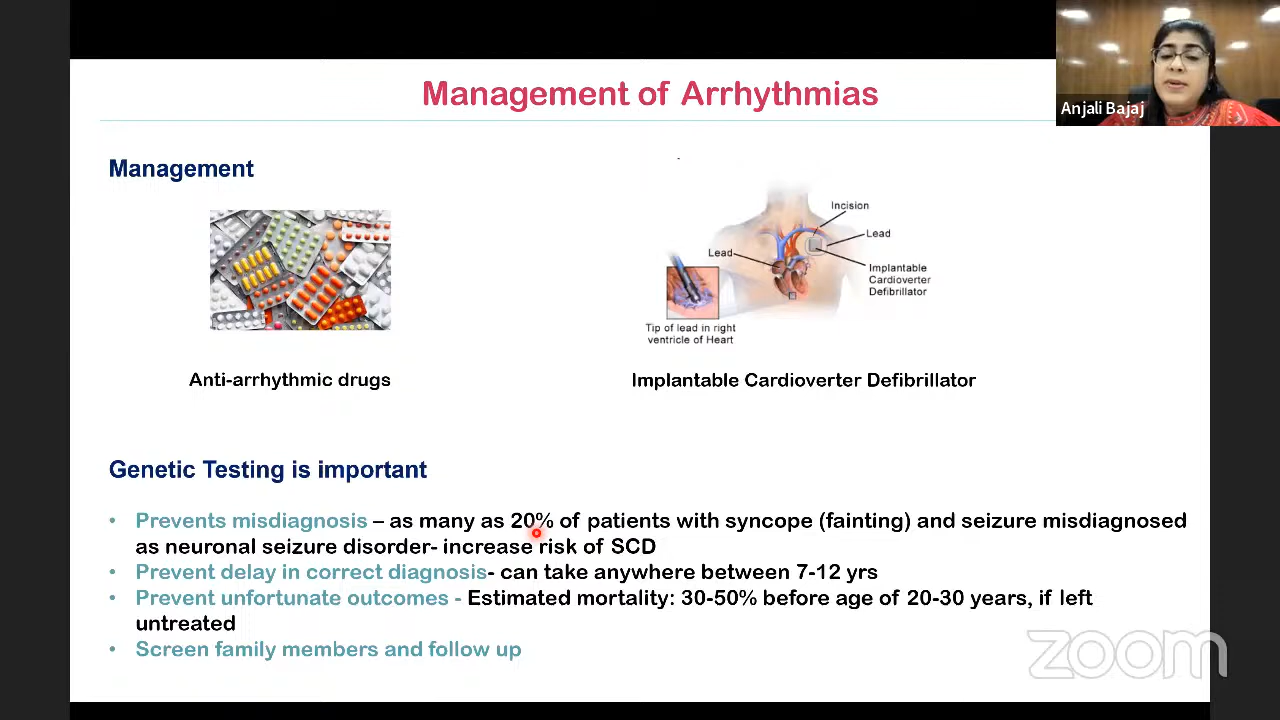 Management of Arrhythmias
Anjali Bajaj
Management
Incision
Lead
Lead
Implantable
Cardioverter
Defibrillator
Tip of lead in right
ventricle of Heart
Anti-arrhythmic drugs
Implantable Cardioverter Defibrillator
Genetic Testing is important
• Prevents misdiagnosis – as many as 20% of patients with syncope (fainting) and seizure misdiagnosed
as neuronal seizure disorder- increase risk of SCD
• Prevent delay in correct diagnosis- can take anywhere between 7-12 yrs
• Prevent unfortunate outcomes - Estimated mortality: 30-50% before age of 20-30 years, if left
untreated
• Screen family members and follow up
zoom